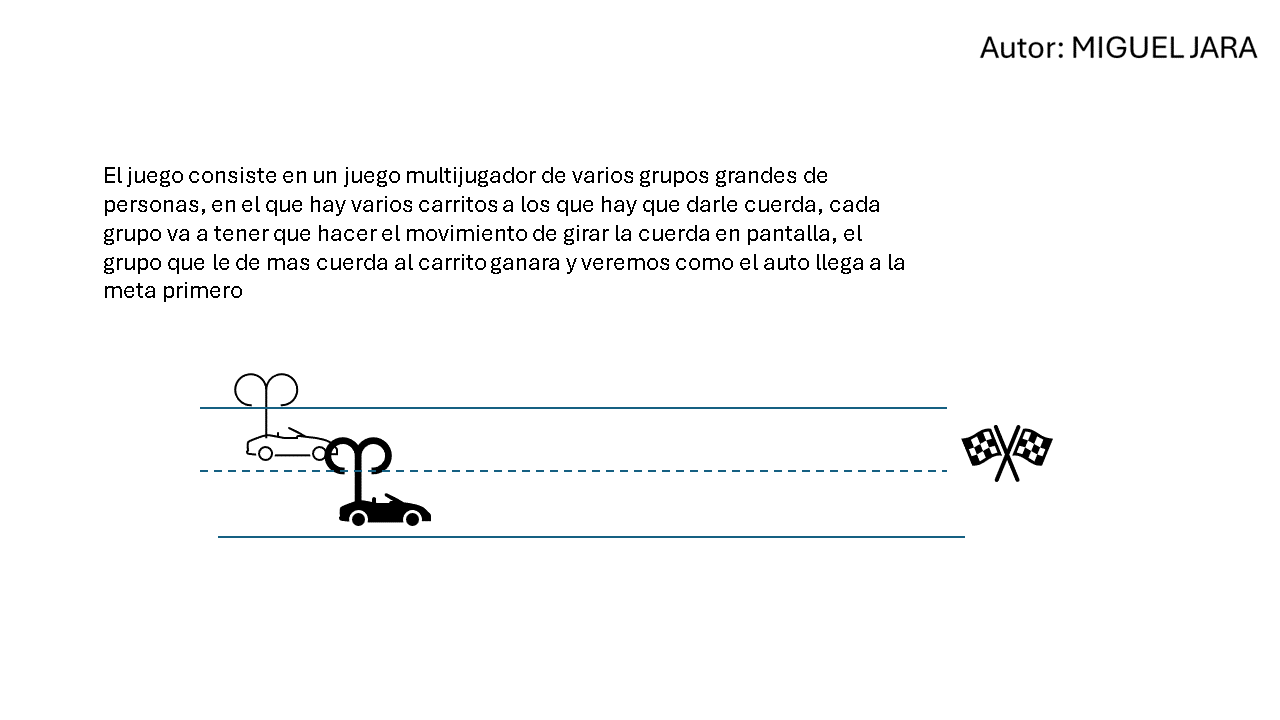 Autor: MIGUEL JARA
El juego consiste en un juego multijugador de varios grupos grandes de
personas, en el que hay varios carritos a los que hay que darle cuerda, cada
grupo va a tener que hacer el movimiento de girar la cuerda en pantalla, el
grupo que le de mas cuerda al carrito ganara y veremos como el auto llega a la
meta primero